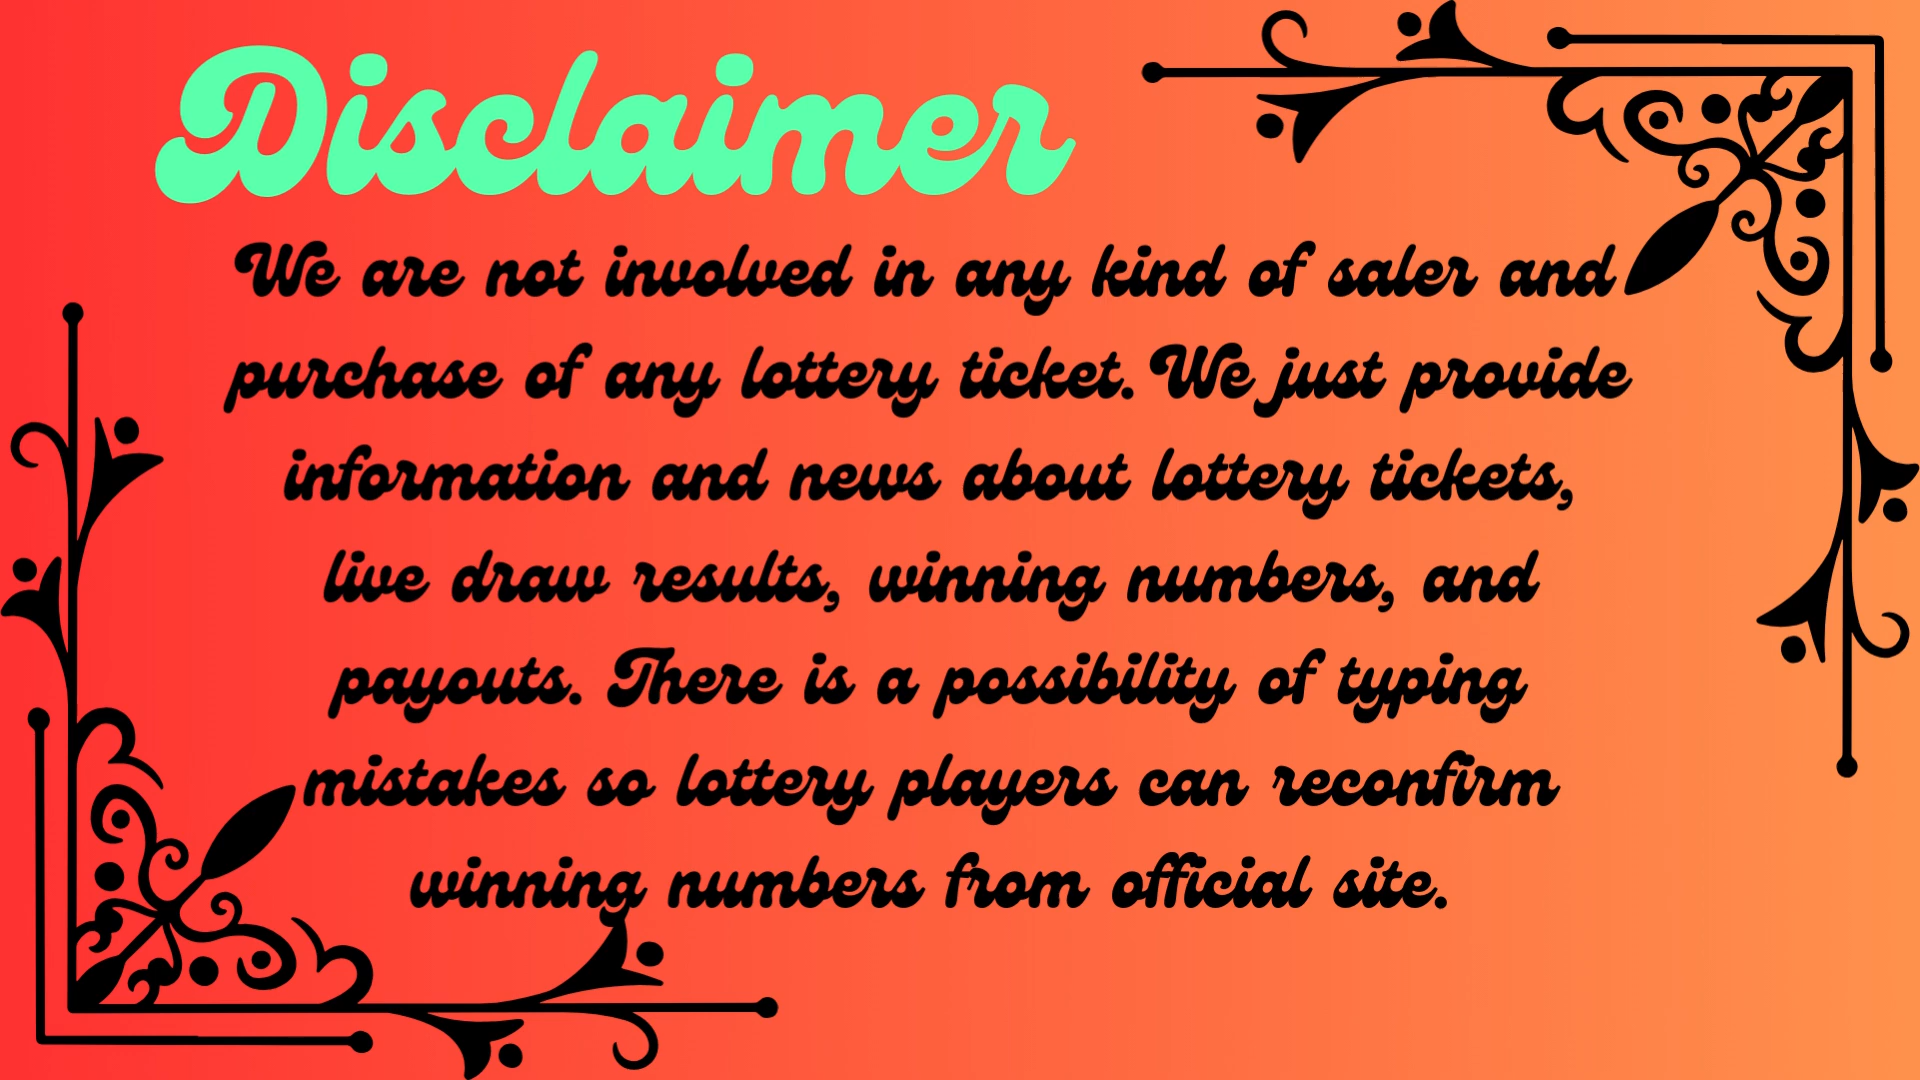 Disclaimer
We are not involved in any kind of saler and
purchase of any lottery ticket. We just provide
information and news about lottery tickets,
live draw results, winning numbers, and
payouts. There is a possibility of typing
mistakes so lottery players can reconfirm
winning numbers from official site.